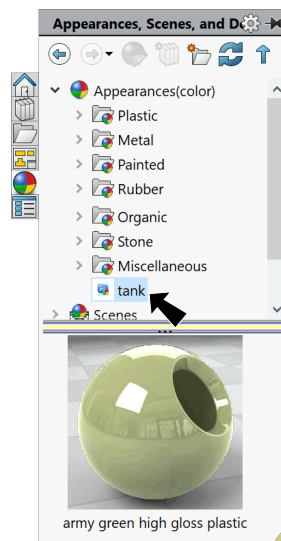 Appearances, Scenes, and De
Appearances(color)
Plastic
Metal
Painted
Rubber
Organic
Stone
Miscellaneous
tank
Scenes
army green high gloss plastic